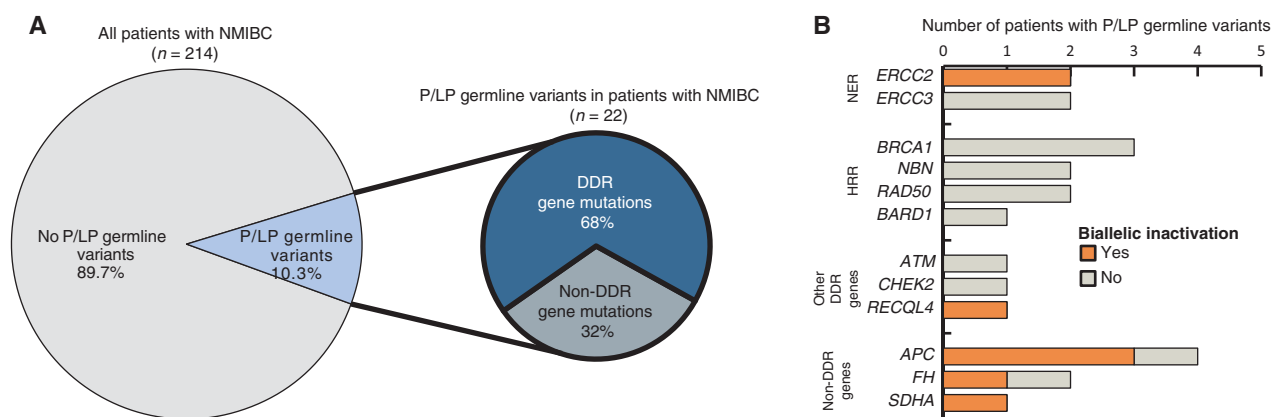 A
All patients with NMIBC
(n = 214)
No P/LP germline
variants
89.7%
P/LP germline
variants
10.3%
P/LP germline variants in patients with NMIBC
(n = 22)
DDR
gene mutations
68%
Non-DDR
gene mutations
32%
B
Number of patients with P/LP germline variants
0 1 2 3 4 5
NER
ERCC2
ERCC3
HRR
BRCA1
NBN
RAD50
BARD1
Other
DDR
genes
ATM
CHEK2
RECQL4
Non-DDR
genes
APC
FH
SDHA
Biallelic inactivation
Yes
No